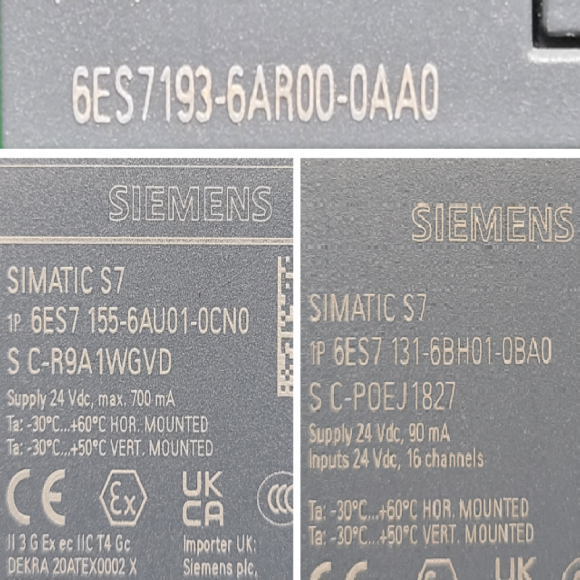 6ES7193-6AR00-0AA0
SIEMENS
SIMATIC S7
1P 6ES7 155-6AU01-0CN0
S C-R9A1WGVD
Supply 24 Vdc, max. 700 mA
Ta: -30°C...+60°C HOR. MOUNTED
Ta: -30°C...+50°C VERT. MOUNTED
CE Ex UK CA CCC
II 3 G Ex ec IIC T4 Gc
DEKRA 20ATEX0002 X
Importer UK:
Siemens plc,
SIEMENS
SIMATIC S7
1P 6ES7 131-6BH01-0BA0
S C-P0EJ1827
Supply 24 Vdc, 90 mA
Inputs 24 Vdc, 16 channels
Ta: -30°C...+60°C HOR. MOUNTED
Ta: -30°C...+50°C VERT. MOUNTED
CE UK